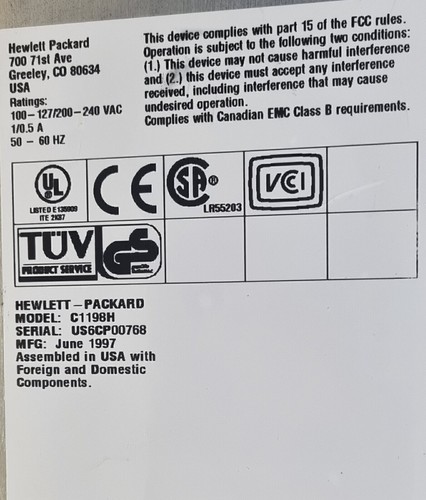 Hewlett Packard
700 71st Ave
Greeley, CO 80634
USA
Ratings:
100-127/200-240 VAC
1/0.5 A
50 - 60 HZ
This device complies with part 15 of the FCC rules.
Operation is subject to the following two conditions:
(1.) This device may not cause harmful interference
and (2.) this device must accept any interference
received, including interference that may cause
undesired operation.
Complies with Canadian EMC Class B requirements.
UL
LISTED
ITE
CE
SA
LR55203
VCCI
TÜV
PRODUCT SERVICE
GS
HEWLETT-PACKARD
MODEL: C1198H
SERIAL: US6CP00768
MFG: June 1997
Assembled in USA with
Foreign and Domestic
Components.